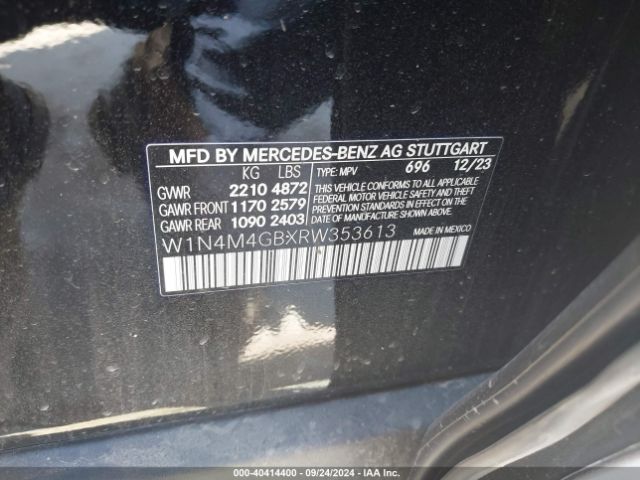 MFD BY MERCEDES-BENZ AG STUTTGART
KG LBS TYPE: MPV 696 12/23
GVWR 2210 4872
GAWR FRONT 1170 2579
GAWR REAR 1090 2403
THIS VEHICLE CONFORMS TO ALL APPLICABLE
FEDERAL MOTOR VEHICLE SAFETY AND
THEFT PREVENTION STANDARDS IN EFFECT ON
THE DATE OF MANUFACTURE SHOWN ABOVE.
W1N4M4GBXRW353613
MADE IN MEXICO
000-40414400 - 09/24/2024 - IAA Inc.